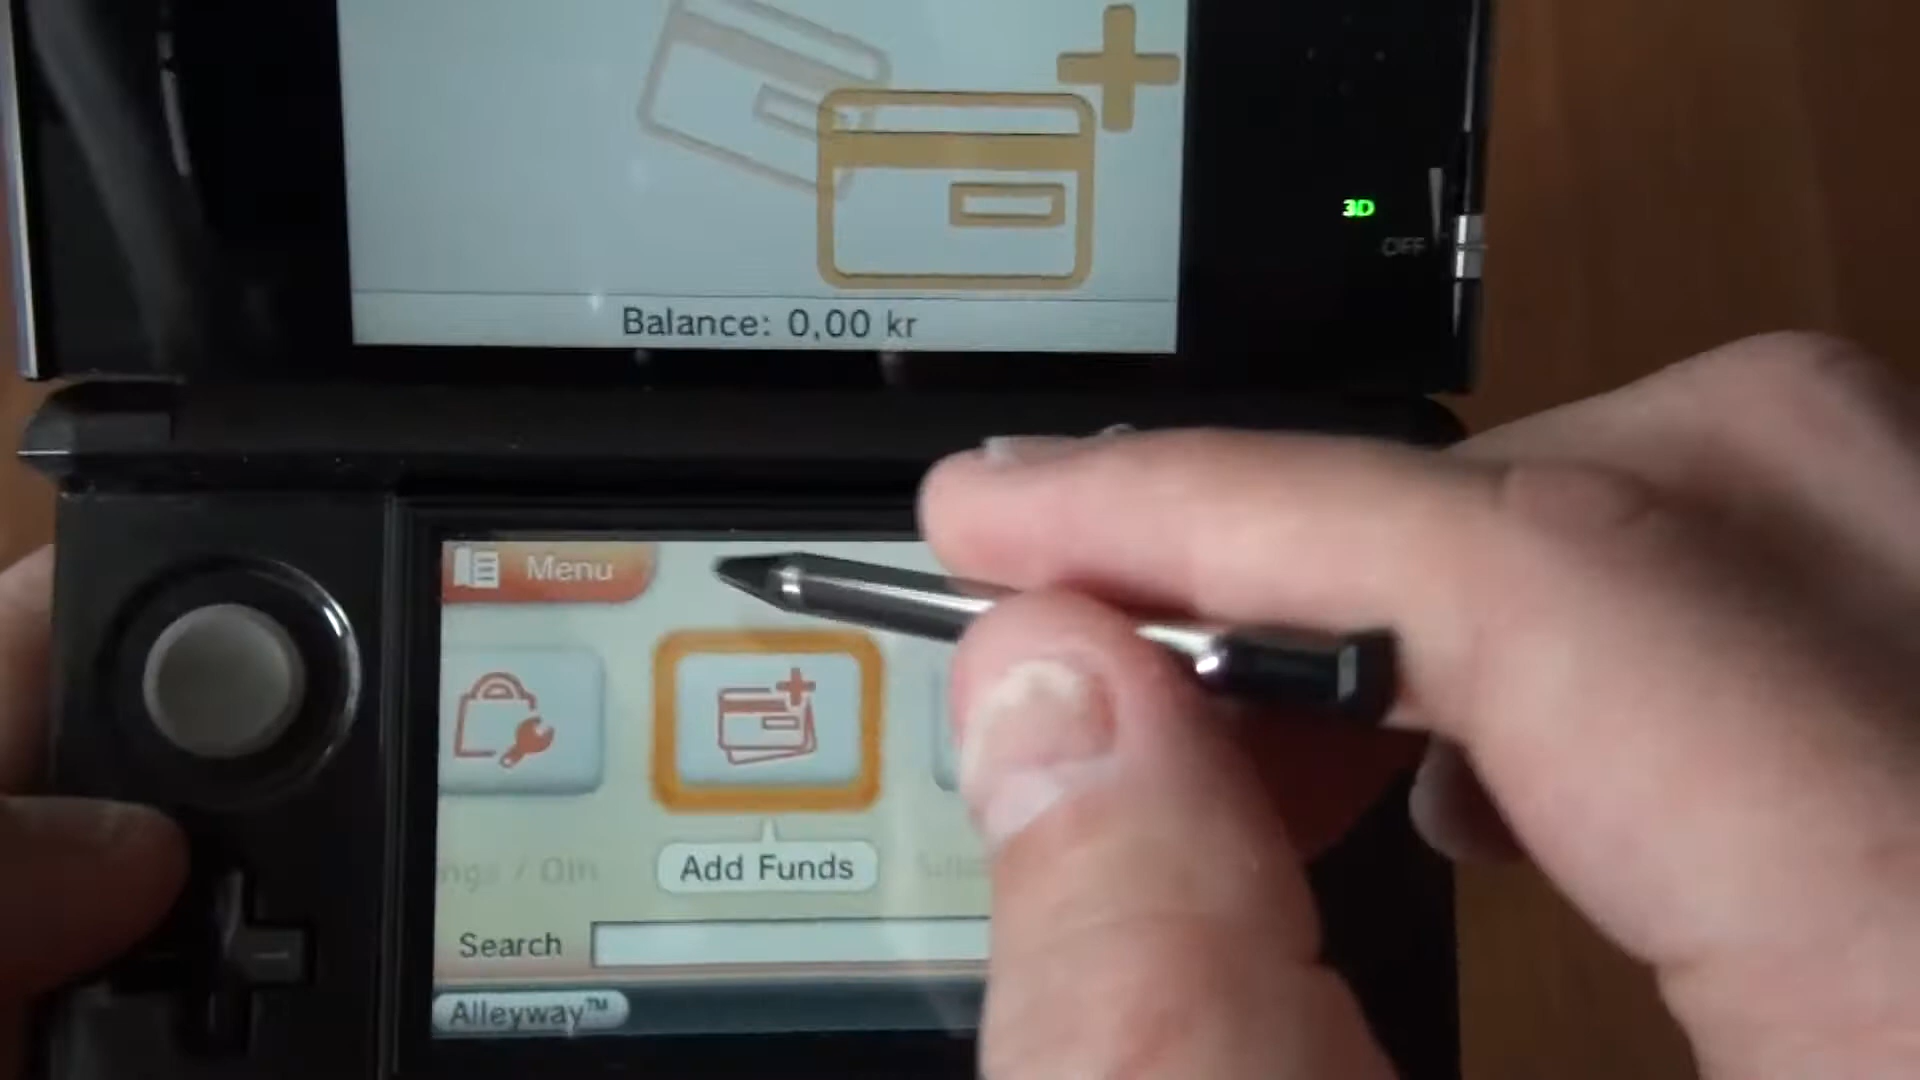 3D
OFF
Balance: 0,00 kr
Menu
Add Funds
Search
Alleyway™